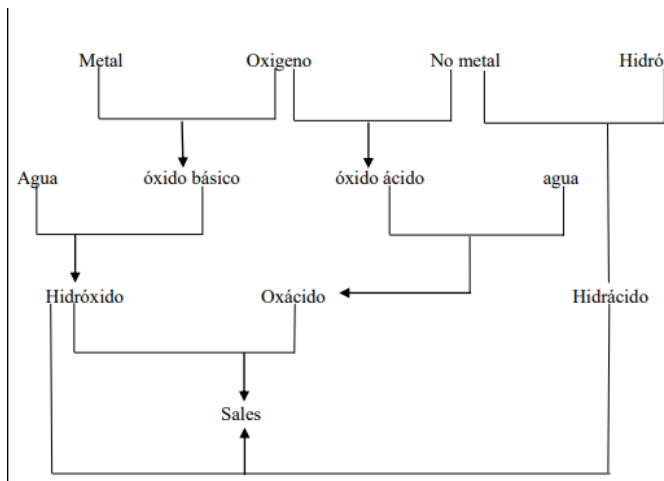 Metal Oxigeno No metal Hidró
Agua óxido básico óxido ácido agua
Hidróxido Oxácido Hidrácido
Sales